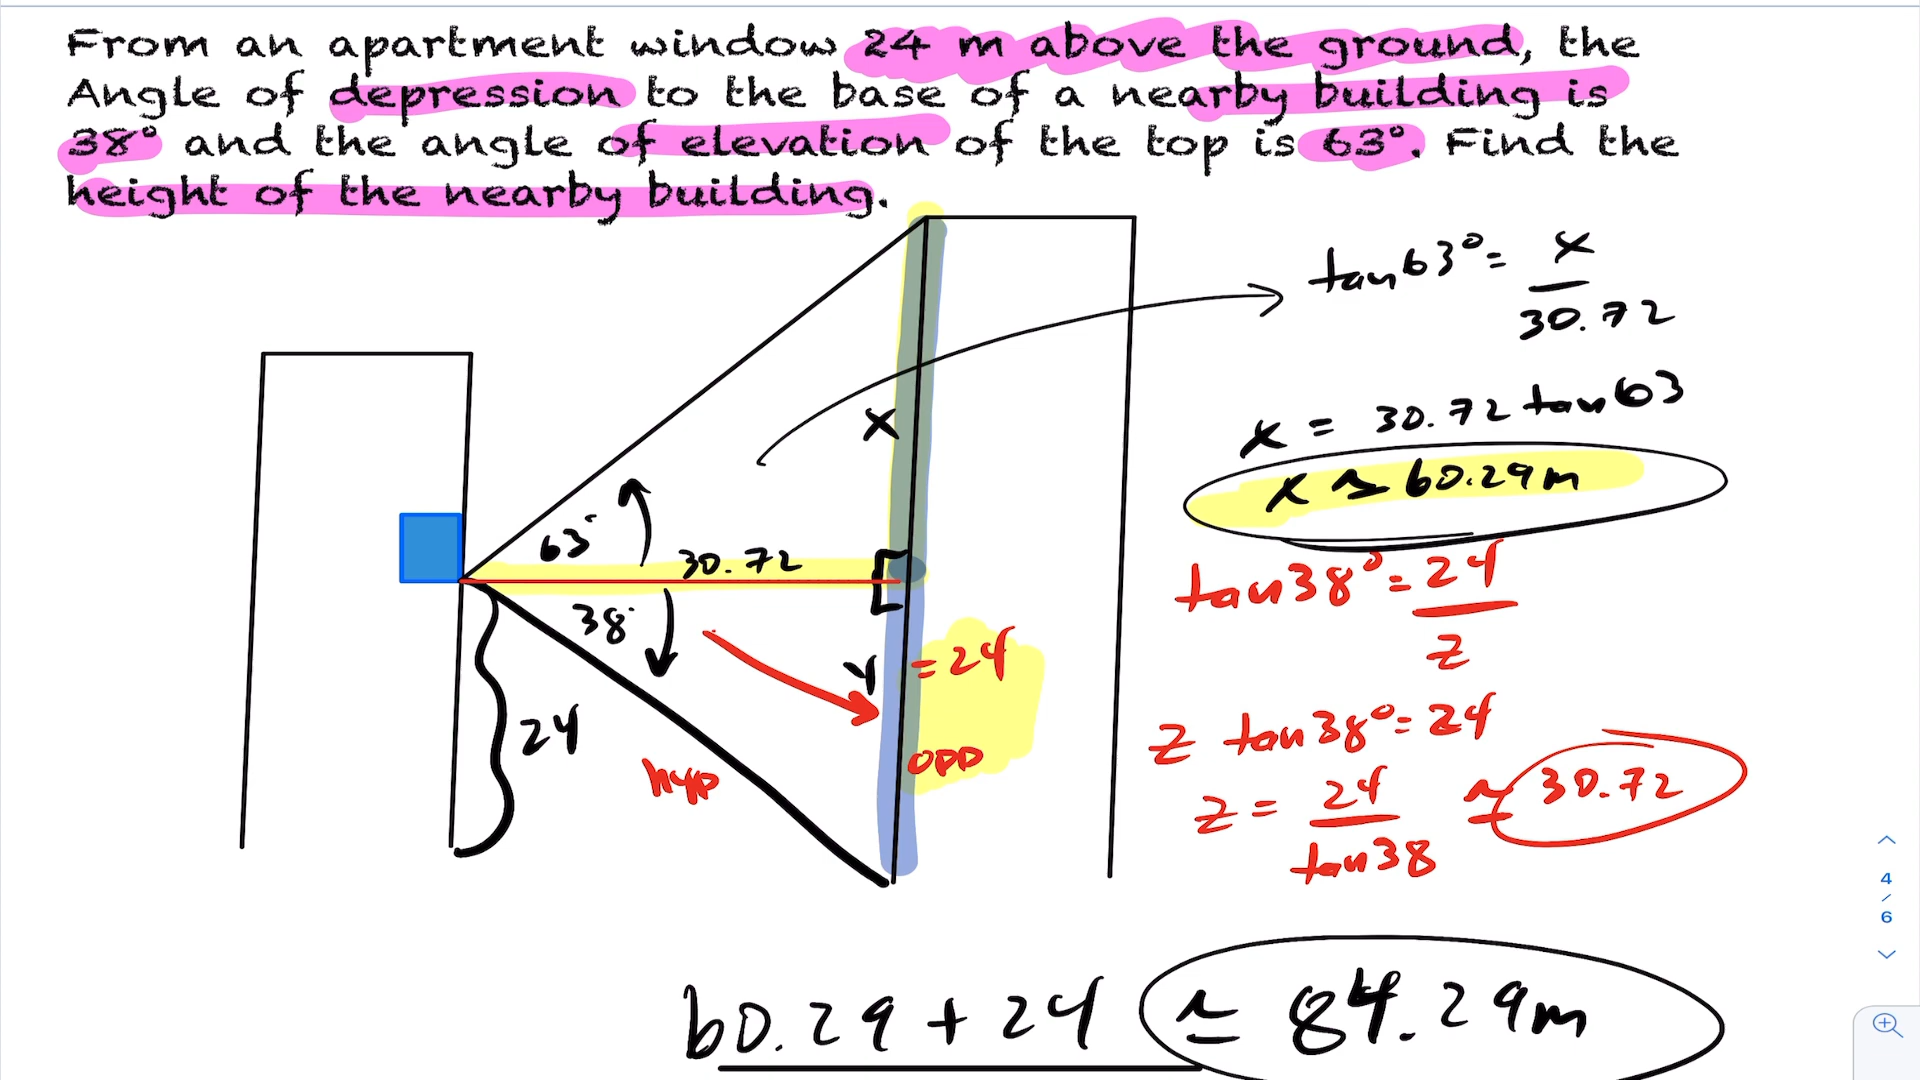 From an apartment window 24 m above the ground, the
Angle of depression to the base of a nearby building is
38° and the angle of elevation of the top is 63°. Find the
height of the nearby building.
tan63° = x
30.72
x = 30.72 tan63
x ≃ 60.29m
x
63°
30.72
38°
y = 24
24
hyp
opp
tan38° = 24
z
z tan38° = 24
z = 24 ≃ 30.72
tan38
60.29 + 24 ≃ 84.29m
4
/
6